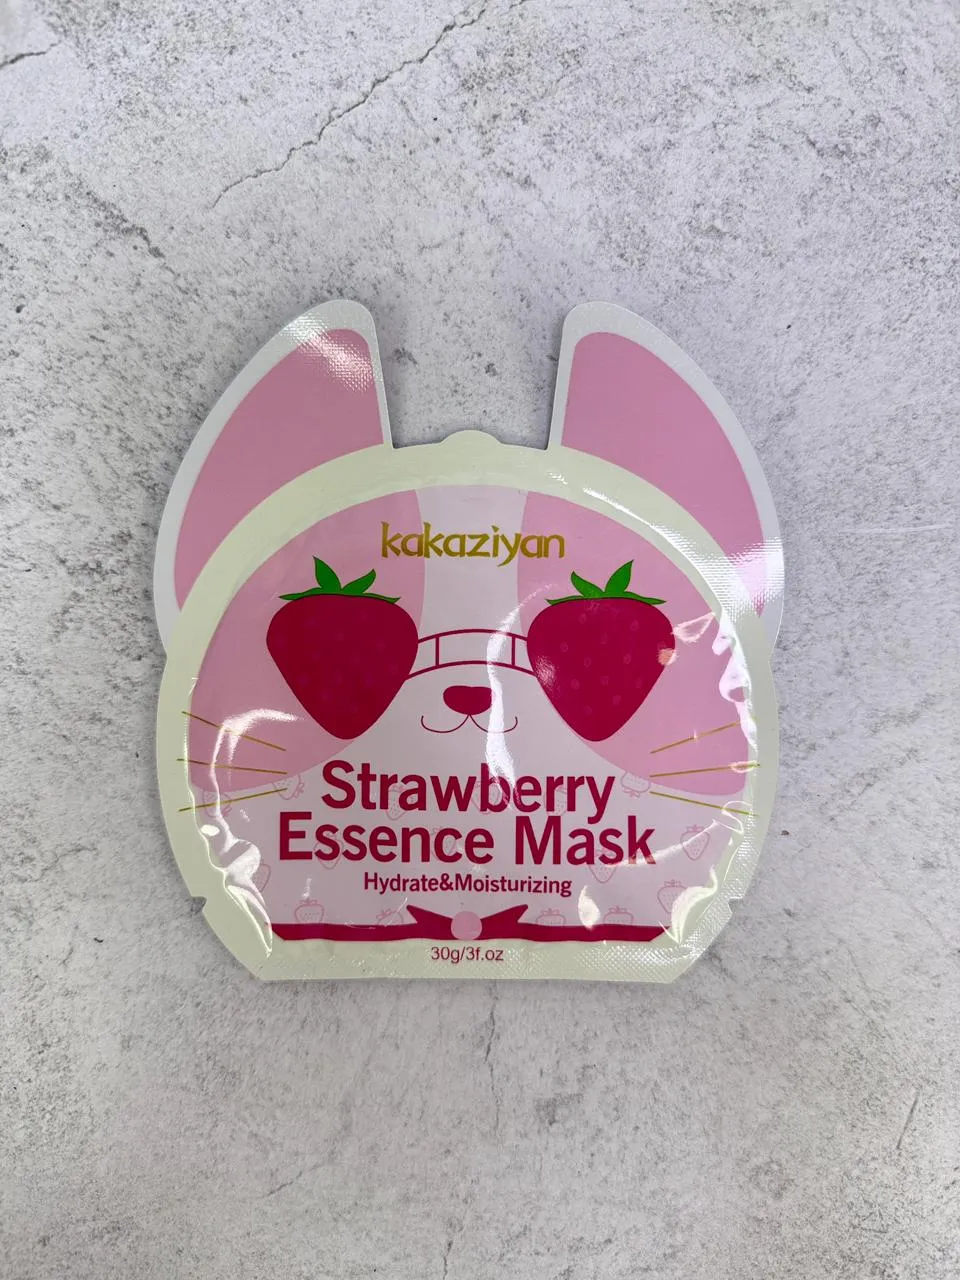 kakaziyan
Strawberry
Essence Mask
Hydrate&Moisturizing
30g/3f.oz